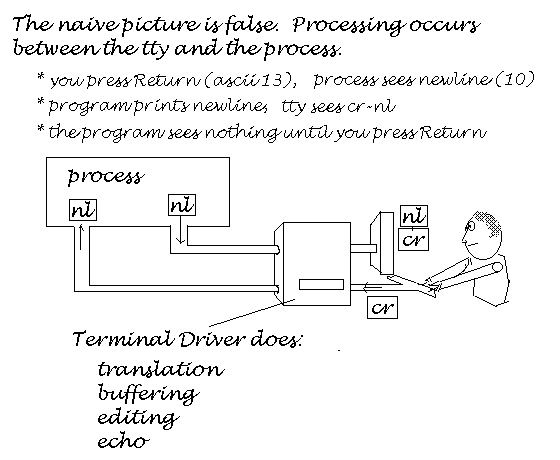 The naive picture is false. Processing occurs
between the tty and the process.
* you press Return (ascii 13), process sees newline (10)
* program prints newline, tty sees cr-nl
* the program sees nothing until you press Return
process
nl
nl
nl
cr
cr
Terminal Driver does:
translation
buffering
editing
echo